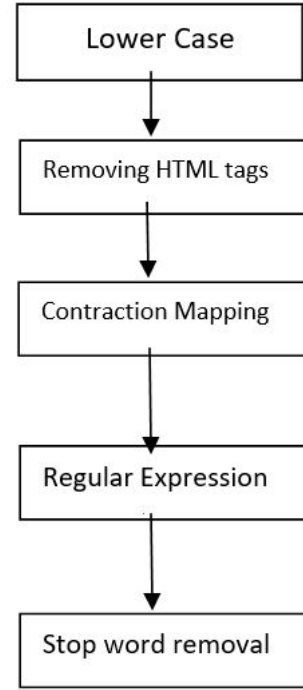 Lower Case
Removing HTML tags
Contraction Mapping
Regular Expression
Stop word removal